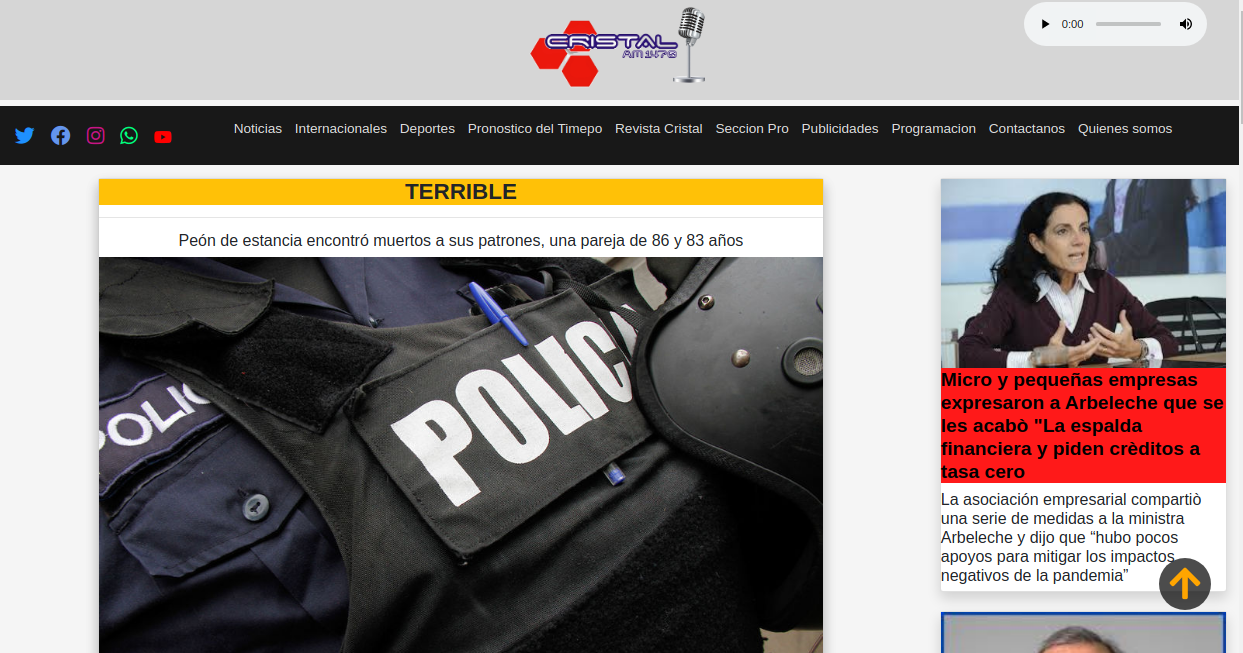 CRISTAL
AM 1470
0:00
Noticias Internacionales Deportes Pronostico del Timepo Revista Cristal Seccion Pro Publicidades Programacion Contactanos Quienes somos
TERRIBLE
Peón de estancia encontró muertos a sus patrones, una pareja de 86 y 83 años
POLIC
POLIC
Micro y pequeñas empresas
expresaron a Arbeleche que se
les acabò "La espalda
financiera y piden crèditos a
tasa cero
La asociación empresarial compartiò
una serie de medidas a la ministra
Arbeleche y dijo que “hubo pocos
apoyos para mitigar los impactos
negativos de la pandemia”